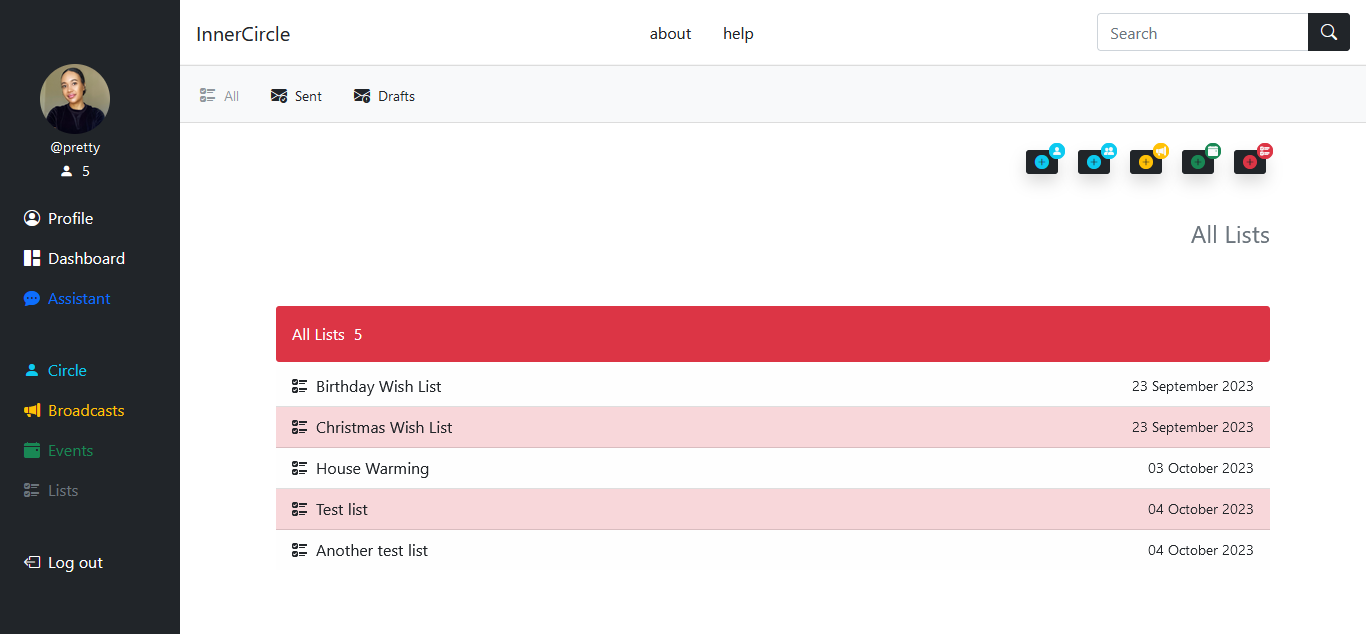 InnerCircle
about
help
Search
All
Sent
Drafts
@pretty
5
Profile
Dashboard
Assistant
Circle
Broadcasts
Events
Lists
Log out
All Lists
All Lists 5
Birthday Wish List 23 September 2023
Christmas Wish List 23 September 2023
House Warming 03 October 2023
Test list 04 October 2023
Another test list 04 October 2023